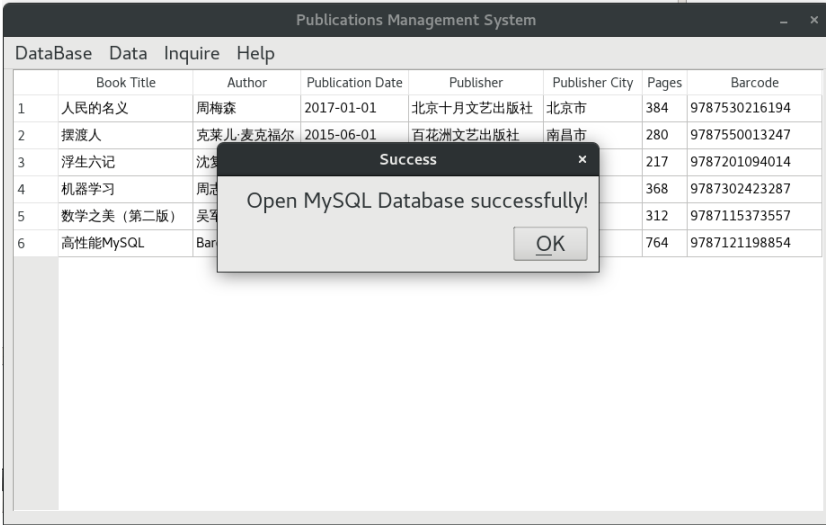 Publications Management System
DataBase Data Inquire Help
Book Title Author Publication Date Publisher Publisher City Pages Barcode
1 人民的名义 周梅森 2017-01-01 北京十月文艺出版社 北京市 384 9787530216194
2 摆渡人 克莱儿·麦克福尔 2015-06-01 百花洲文艺出版社 南昌市 280 9787550013247
3 浮生六记 沈复 217 9787201094014
4 机器学习 周志 368 9787302423287
5 数学之美（第二版） 吴军 312 9787115373557
6 高性能MySQL Bar 764 9787121198854
Success
Open MySQL Database successfully!
OK